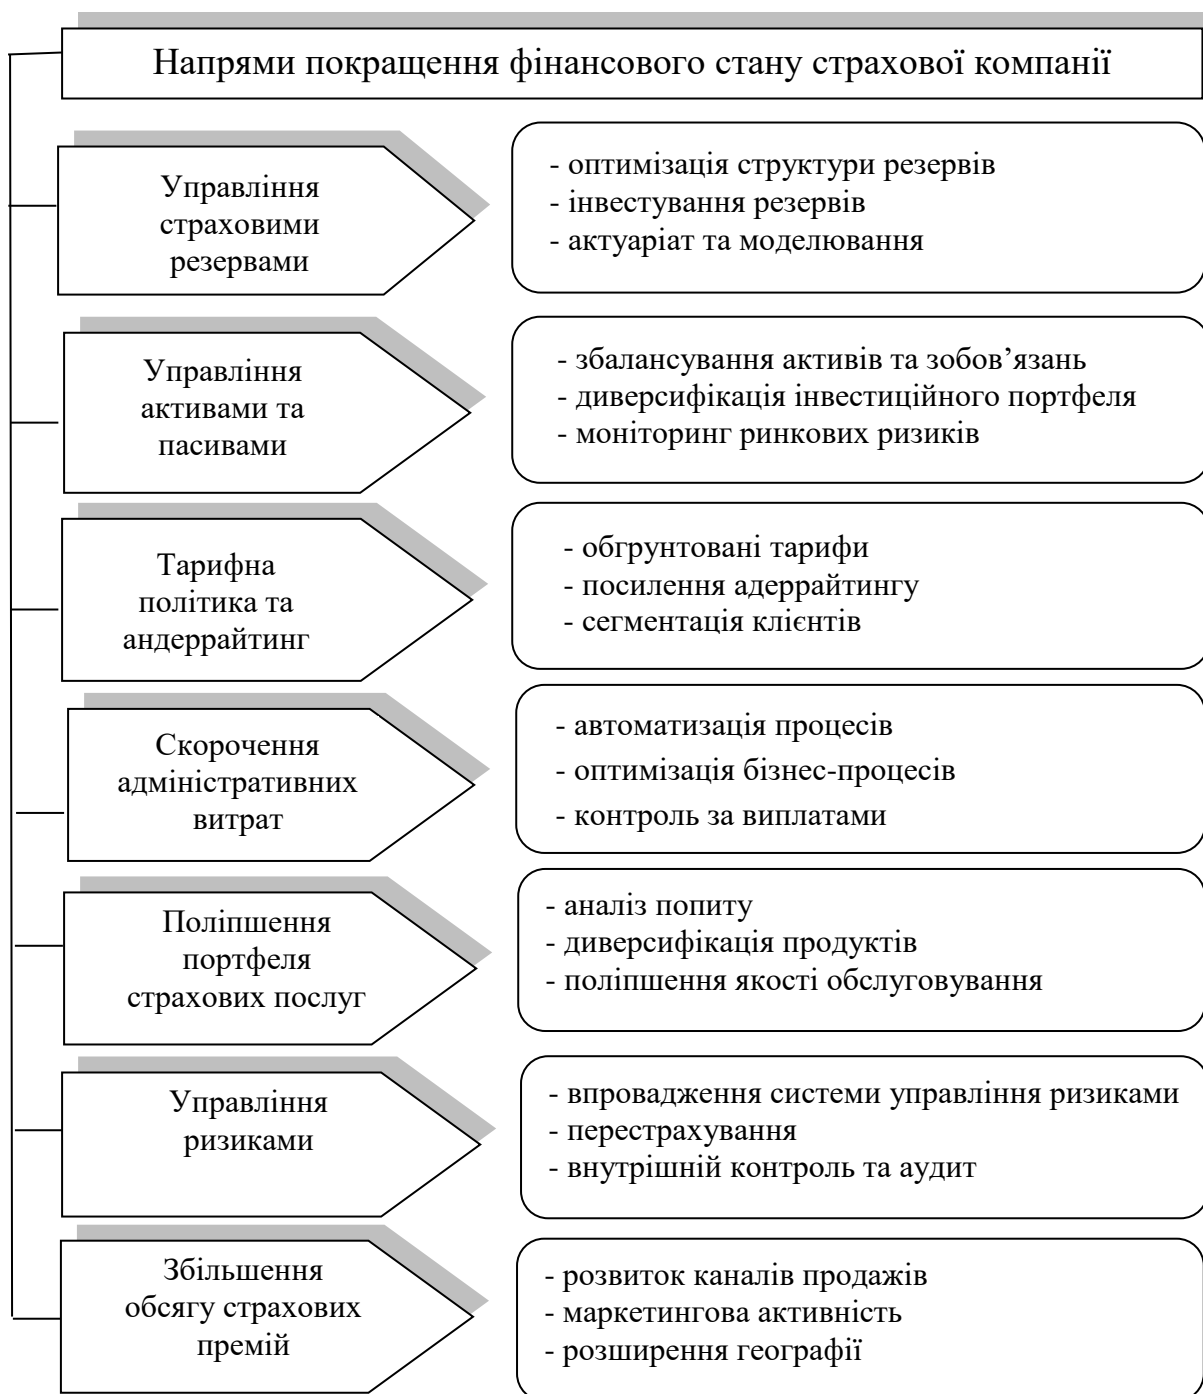 Напрями покращення фінансового стану страхової компанії
Управління
страховими
резервами
- оптимізація структури резервів
- інвестування резервів
- актуаріат та моделювання
Управління
активами та
пасивами
- збалансування активів та зобов’язань
- диверсифікація інвестиційного портфеля
- моніторинг ринкових ризиків
Тарифна
політика та
андеррайтинг
- обгрунтовані тарифи
- посилення адеррайтингу
- сегментація клієнтів
Скорочення
адміністративних
витрат
- автоматизація процесів
- оптимізація бізнес-процесів
- контроль за виплатами
Поліпшення
портфеля
страхових послуг
- аналіз попиту
- диверсифікація продуктів
- поліпшення якості обслуговування
Управління
ризиками
- впровадження системи управління ризиками
- перестрахування
- внутрішній контроль та аудит
Збільшення
обсягу страхових
премій
- розвиток каналів продажів
- маркетингова активність
- розширення географії